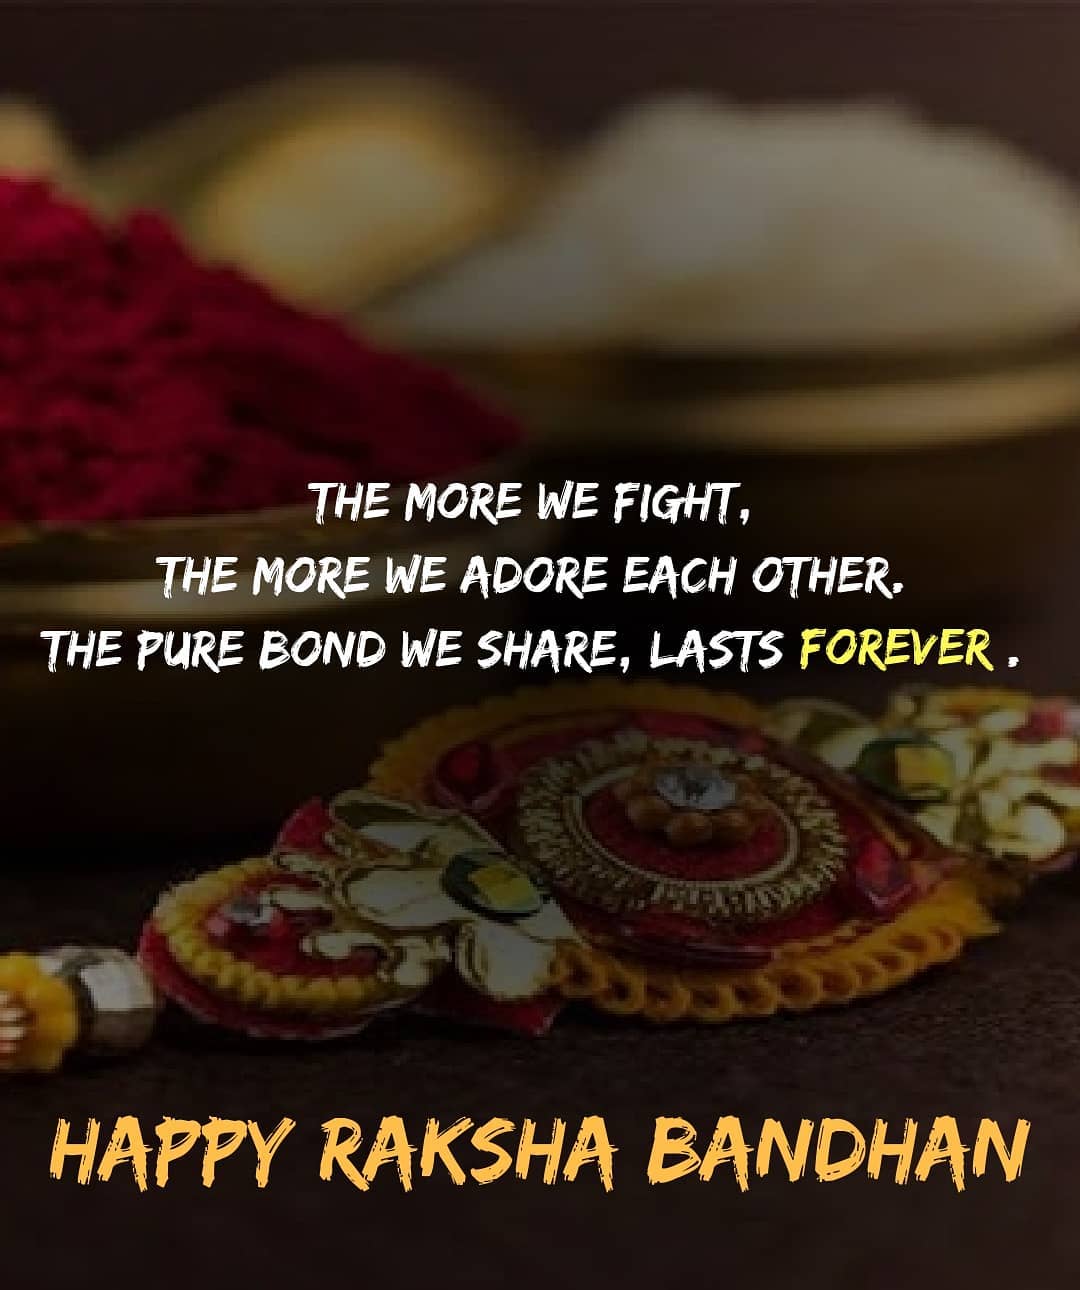 THE MORE WE FIGHT,
THE MORE WE ADORE EACH OTHER.
THE PURE BOND WE SHARE, LASTS FOREVER .
HAPPY RAKSHA BANDHAN